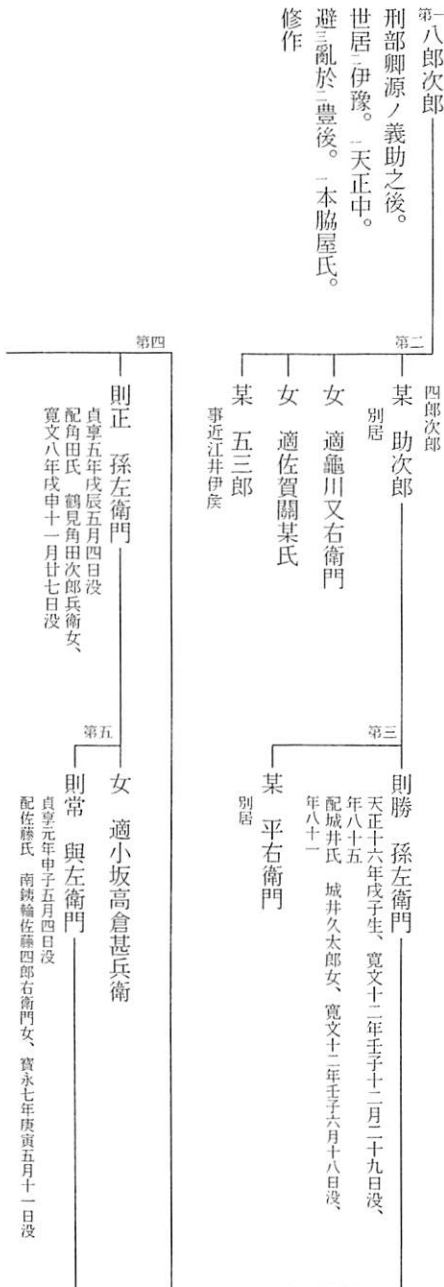 第一
八郎次郎
刑部卿源ノ義助之後。
世居㆓伊豫。㆒天正中。
避㆔亂於㆓豊後。㆒本脇屋氏。
修作
第二
四郎次郎
某 助次郎
別居
女 適龜川又右衛門
女 適佐賀關某氏
某 五三郎
事近江井伊矦
第三
則勝 孫左衛門
天正十六年戌子生、寛文十二年壬子十二月二十九日没、
年八十五
配城井氏 城井久太郎女、寛文十二年壬子六月十八日没、
年八十一
某 平右衛門
別居
第四
則正 孫左衛門
貞享五年戌辰五月四日没
配角田氏、鶴見角田次郎兵衛女、
寛文八年戌申十一月廿七日没
第五
女 適小坂高倉甚兵衛
則常 與左衛門
貞享元年申子五月四日没
配佐藤氏 南銕輪佐藤四郎右衛門女、寶永七年庚寅五月十一日没